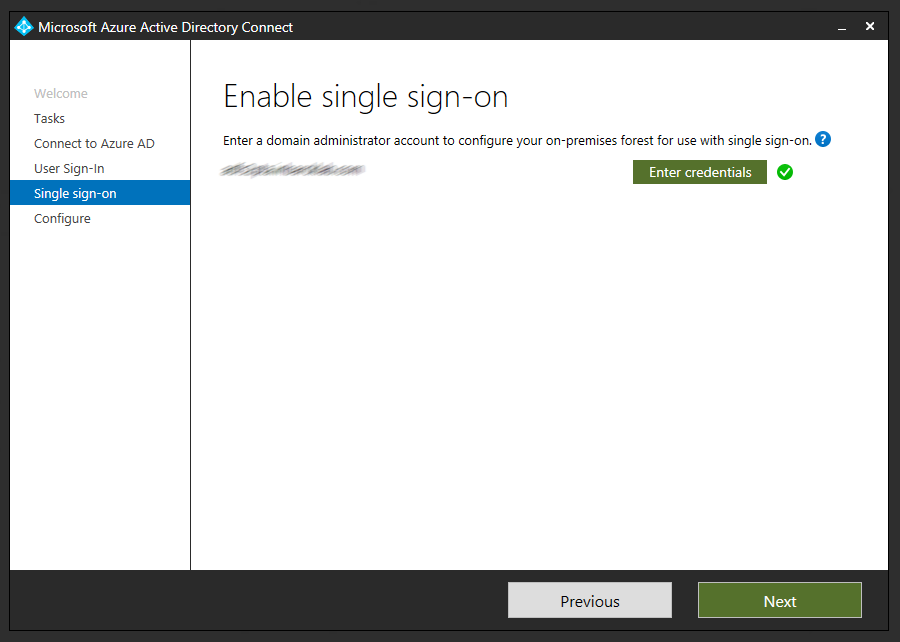 Microsoft Azure Active Directory Connect
Welcome
Tasks
Connect to Azure AD
User Sign-In
Single sign-on
Configure
Enable single sign-on
Enter a domain administrator account to configure your on-premises forest for use with single sign-on. ?
Enter credentials
Previous
Next